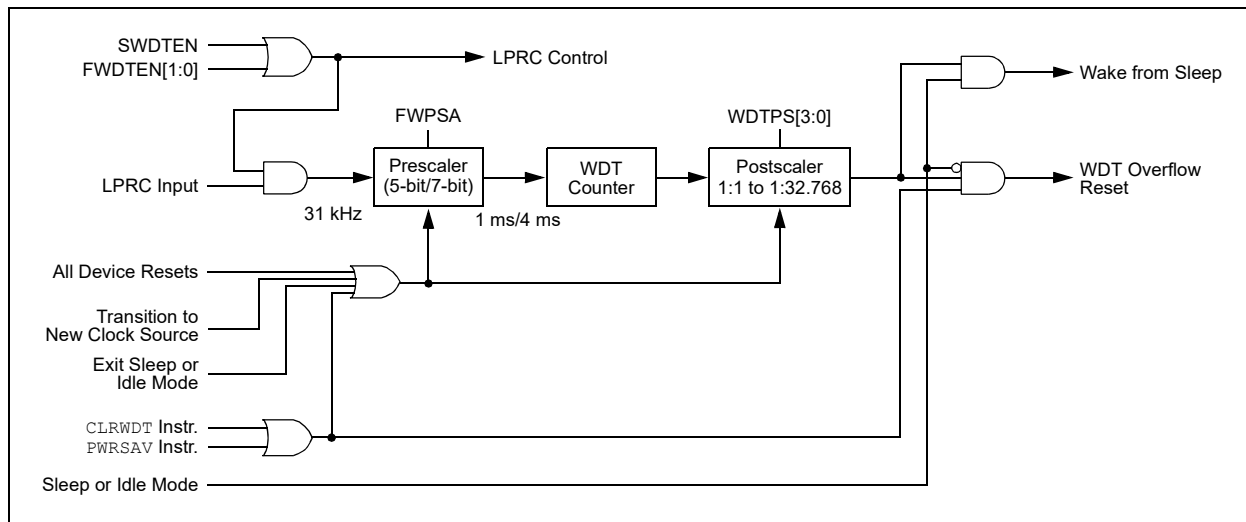 SWDTEN
FWDTEN[1:0]
LPRC Control
Wake from Sleep
FWPSA
WDTPS[3:0]
LPRC Input
Prescaler
(5-bit/7-bit)
WDT
Counter
Postscaler
1:1 to 1:32.768
WDT Overflow
Reset
31 kHz
1 ms/4 ms
All Device Resets
Transition to
New Clock Source
Exit Sleep or
Idle Mode
CLRWDT Instr.
PWRSAV Instr.
Sleep or Idle Mode